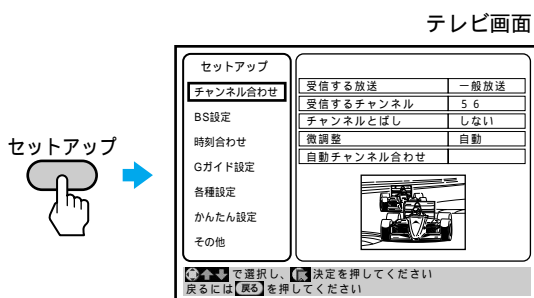 テレビ画面
セットアップ
セットアップ
チャンネル合わせ
BS設定
時刻合わせ
Gガイド設定
各種設定
かんたん設定
その他
受信する放送 一般放送
受信するチャンネル 56
チャンネルとばし しない
微調整 自動
自動チャンネル合わせ
で選択し、決定を押してください
戻るには 戻る を押してください